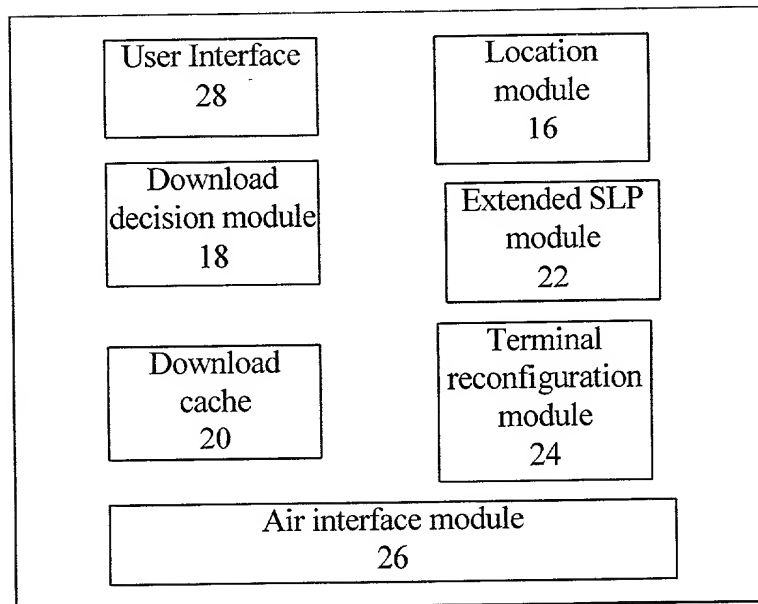 User Interface
28
Location
module
16
Download
decision module
18
Extended SLP
module
22
Download
cache
20
Terminal
reconfiguration
module
24
Air interface module
26